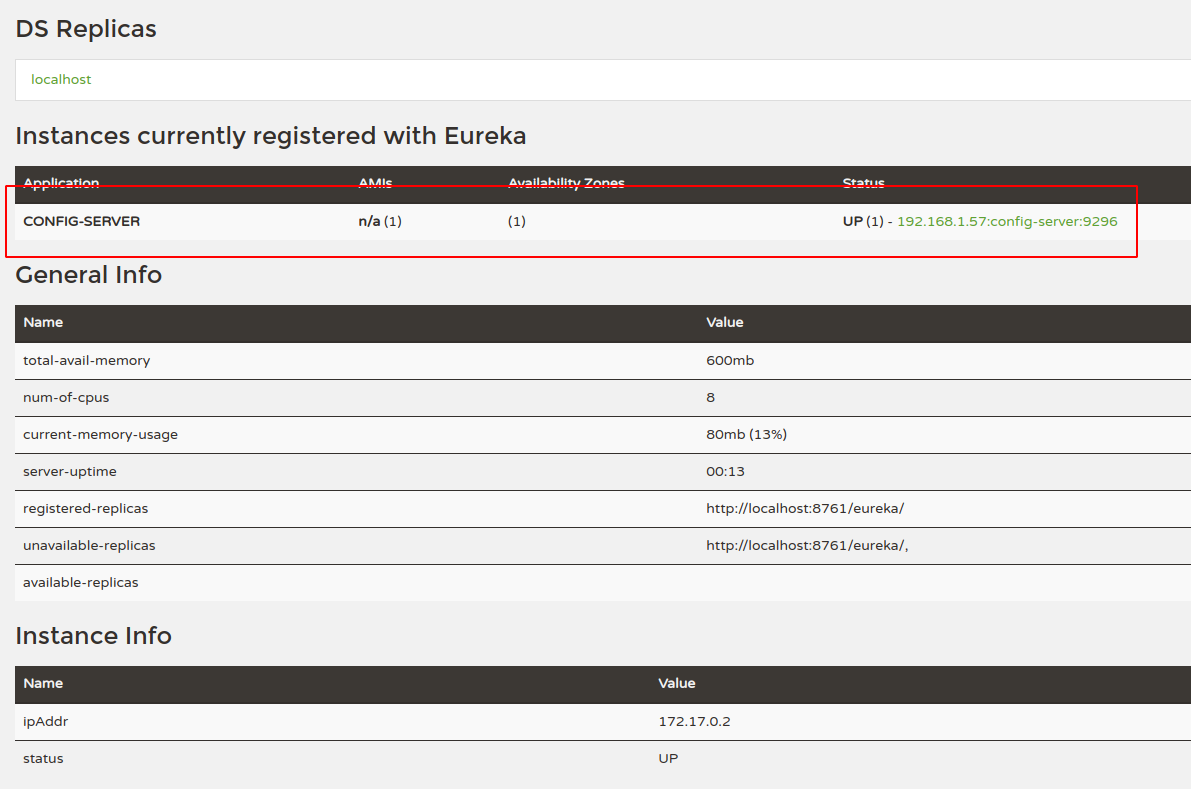 DS Replicas
localhost
Instances currently registered with Eureka
Application AMIs Availability Zones Status
CONFIG-SERVER n/a (1) (1) UP (1) - 192.168.1.57:config-server:9296
General Info
Name Value
total-avail-memory 600mb
num-of-cpus 8
current-memory-usage 80mb (13%)
server-uptime 00:13
registered-replicas http://localhost:8761/eureka/
unavailable-replicas http://localhost:8761/eureka/,
available-replicas
Instance Info
Name Value
ipAddr 172.17.0.2
status UP